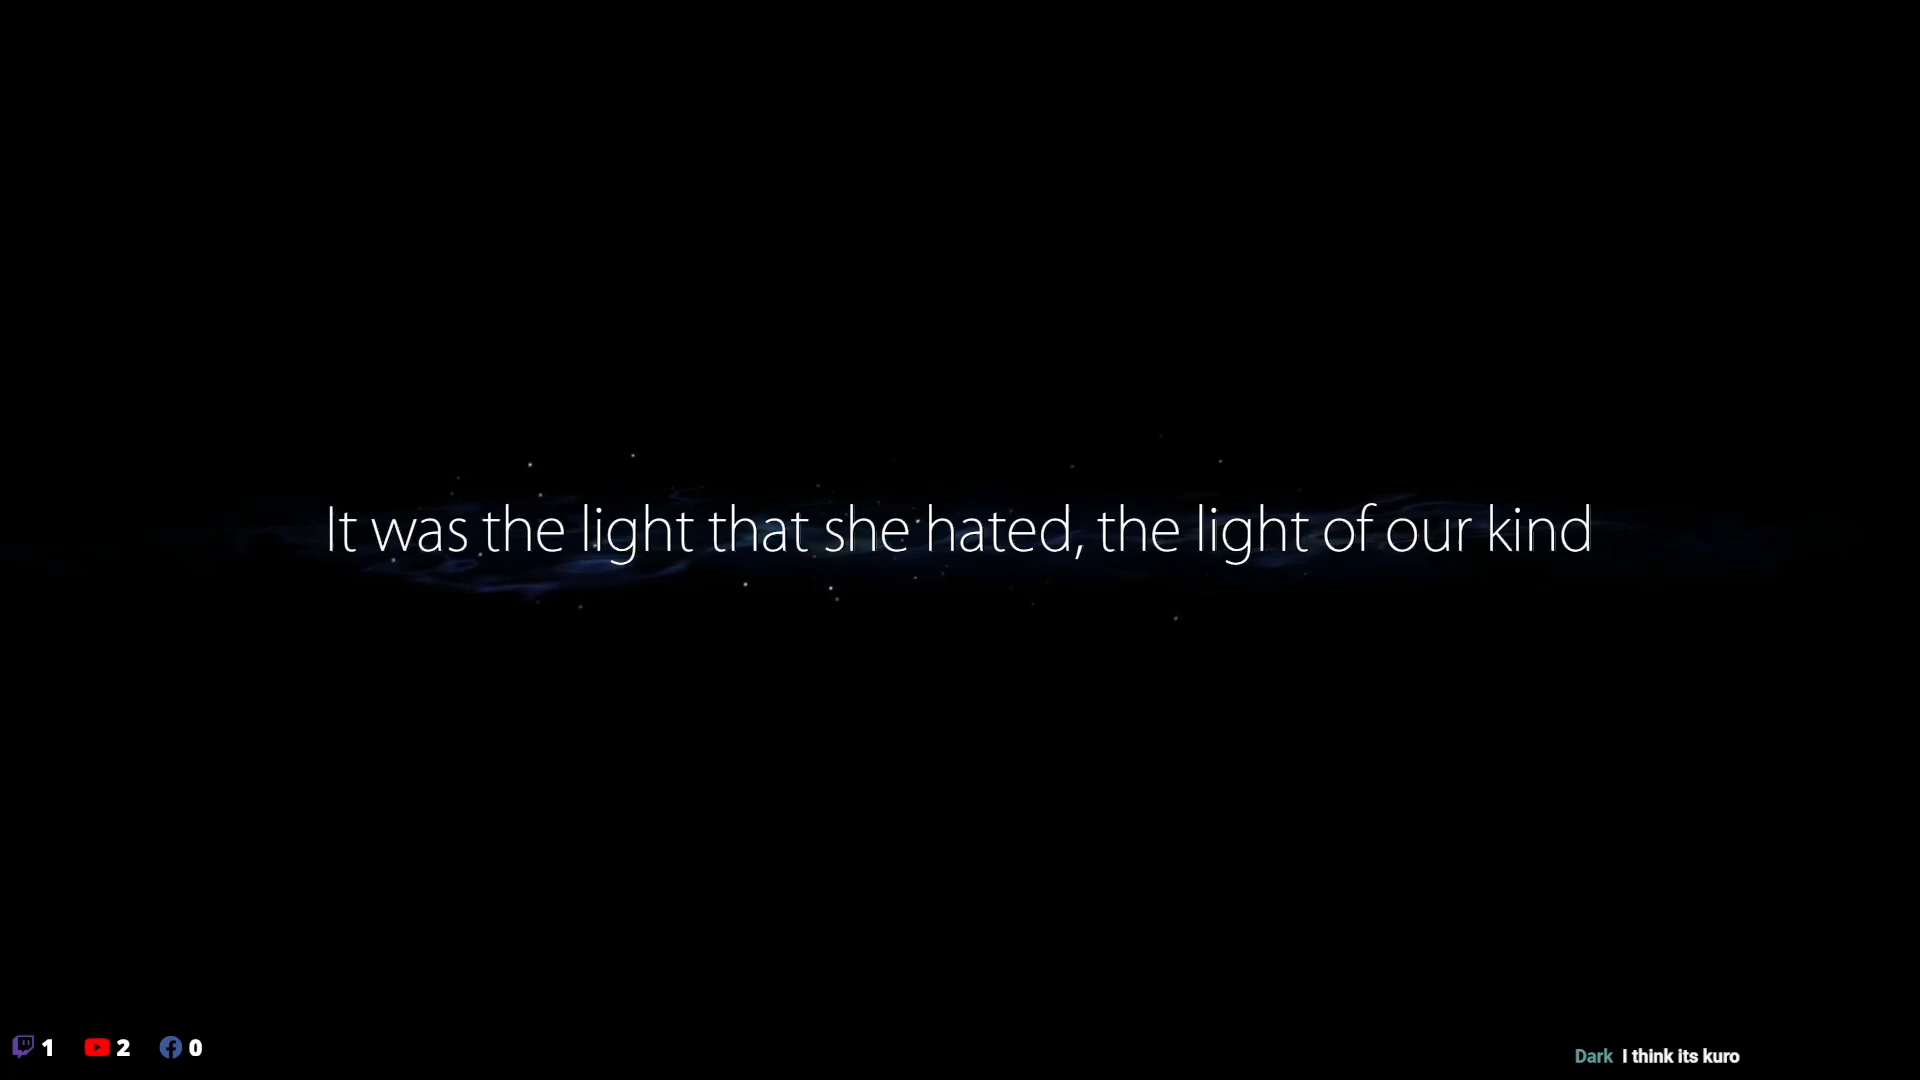 It was the light that she hated, the light of our kind
1 2 0
Dark I think its kuro